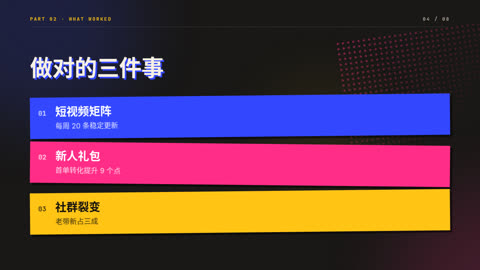 PART 02 · WHAT WORKED
04 / 08
做对的三件事
01
短视频矩阵
每周 20 条稳定更新
02
新人礼包
首单转化提升 9 个点
03
社群裂变
老带新占三成